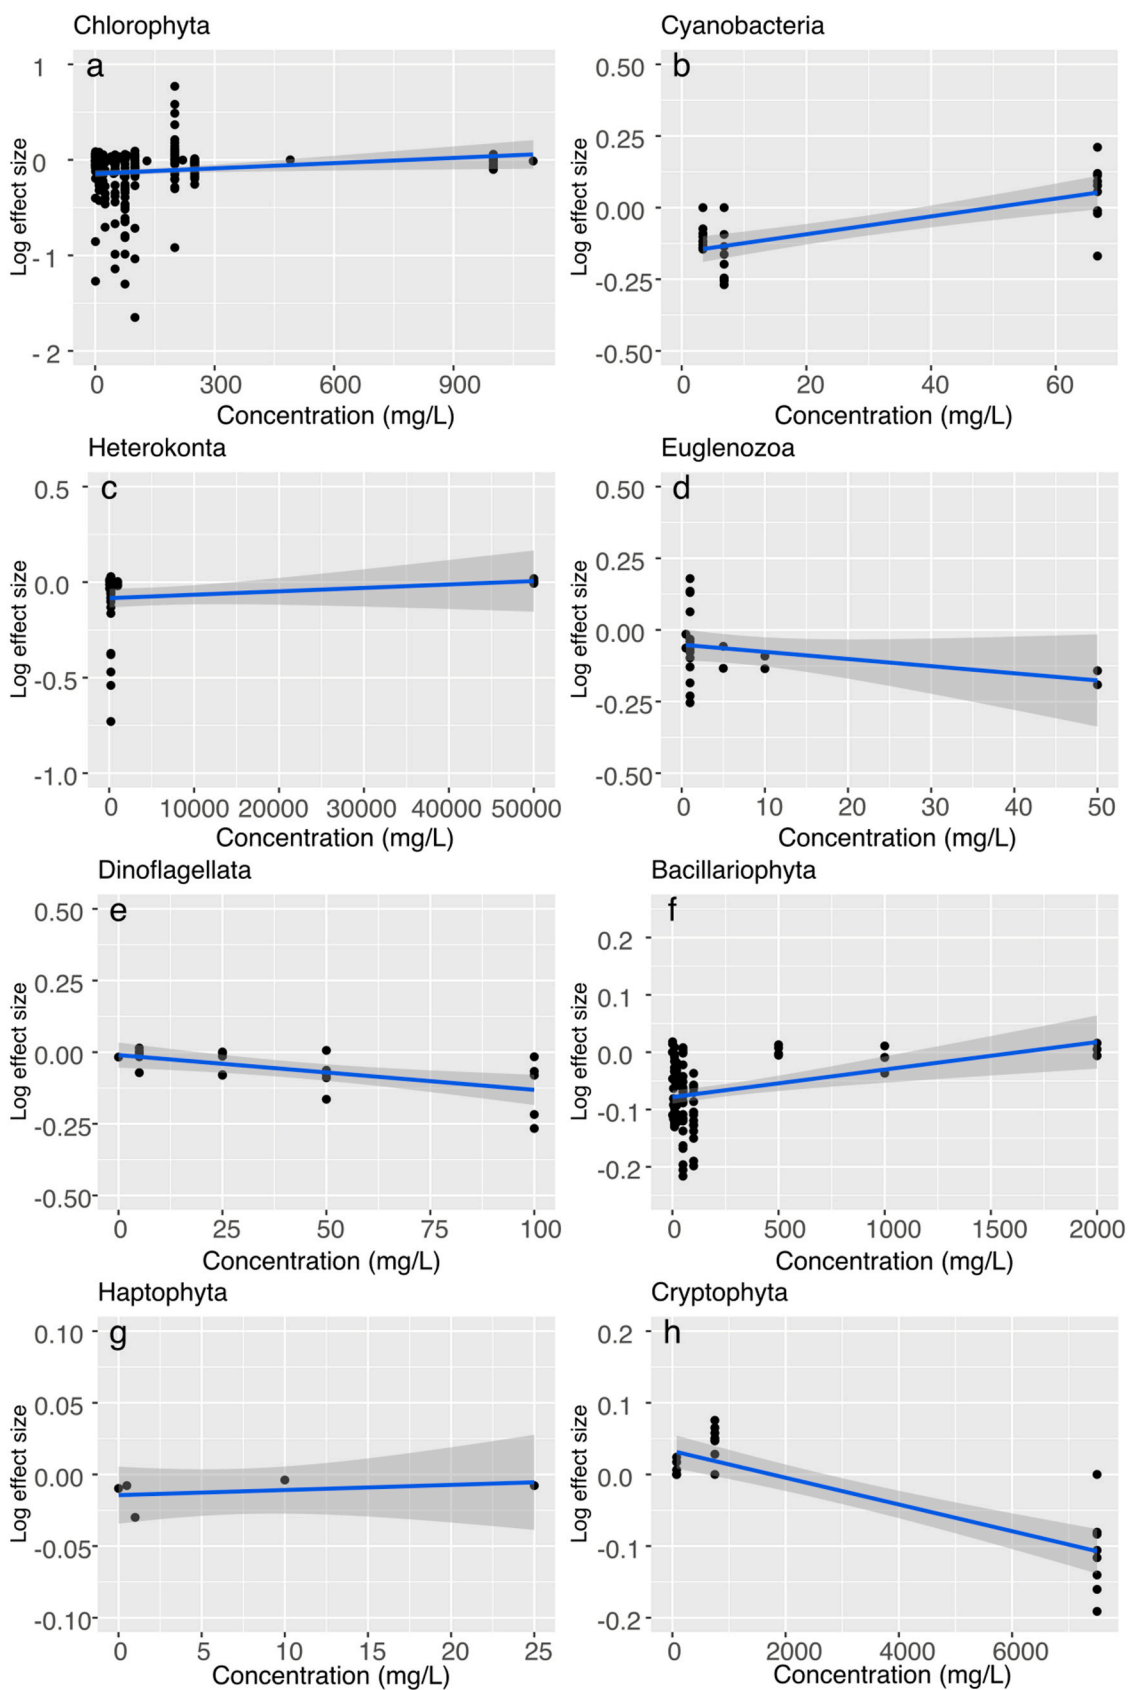 Chlorophyta
a
1
0
-1
-2
Log effect size
0 300 600 900
Concentration (mg/L)
Cyanobacteria
b
0.50
0.25
0.00
-0.25
-0.50
Log effect size
0 20 40 60
Concentration (mg/L)
Heterokonta
c
0.5
0.0
-0.5
-1.0
Log effect size
0 10000 20000 30000 40000 50000
Concentration (mg/L)
Euglenozoa
d
0.50
0.25
0.00
-0.25
-0.50
Log effect size
0 10 20 30 40 50
Concentration (mg/L)
Dinoflagellata
e
0.50
0.25
0.00
-0.25
-0.50
Log effect size
0 25 50 75 100
Concentration (mg/L)
Bacillariophyta
f
0.2
0.1
0.0
-0.1
-0.2
Log effect size
0 500 1000 1500 2000
Concentration (mg/L)
Haptophyta
g
0.10
0.05
0.00
-0.05
-0.10
Log effect size
0 5 10 15 20 25
Concentration (mg/L)
Cryptophyta
h
0.2
0.1
0.0
-0.1
-0.2
Log effect size
0 2000 4000 6000
Concentration (mg/L)